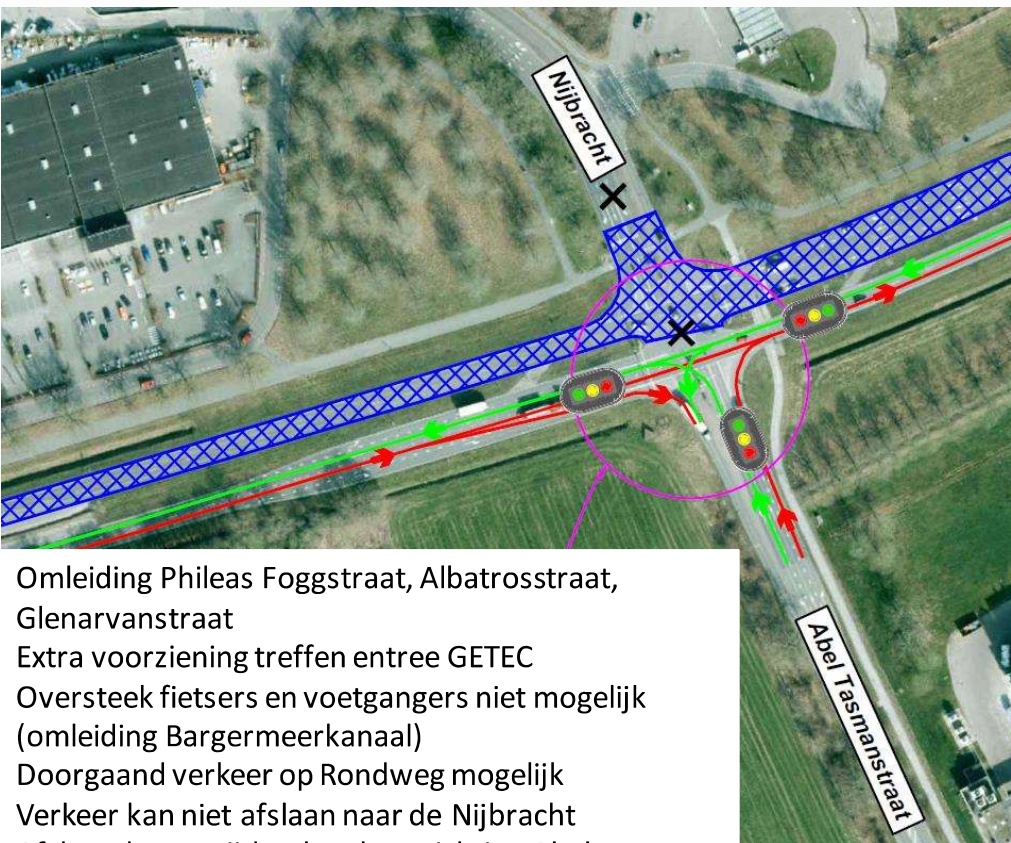 Nijbracht
Abel Tasmanstraat
Omleiding Phileas Foggstraat, Albatrosstraat,
Glenarvanstraat
Extra voorziening treffen entree GETEC
Oversteek fietsers en voetgangers niet mogelijk
(omleiding Bargermeerkanaal)
Doorgaand verkeer op Rondweg mogelijk
Verkeer kan niet afslaan naar de Nijbracht